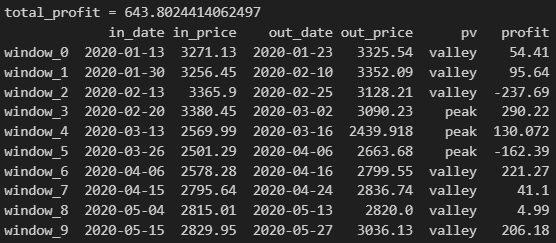 total_profit = 643.8024414062497
in_date in_price out_date out_price pv profit
window_0 2020-01-13 3271.13 2020-01-23 3325.54 valley 54.41
window_1 2020-01-30 3256.45 2020-02-10 3352.09 valley 95.64
window_2 2020-02-13 3365.9 2020-02-25 3128.21 valley -237.69
window_3 2020-02-20 3380.45 2020-03-02 3090.23 peak 290.22
window_4 2020-03-13 2569.99 2020-03-16 2439.918 peak 130.072
window_5 2020-03-26 2501.29 2020-04-06 2663.68 peak -162.39
window_6 2020-04-06 2578.28 2020-04-16 2799.55 valley 221.27
window_7 2020-04-15 2795.64 2020-04-24 2836.74 valley 41.1
window_8 2020-05-04 2815.01 2020-05-13 2820.0 valley 4.99
window_9 2020-05-15 2829.95 2020-05-27 3036.13 valley 206.18